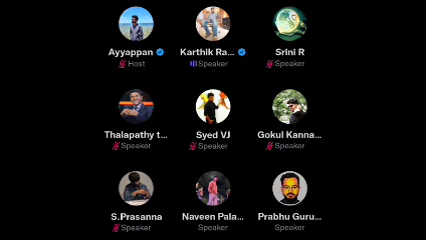 Ayyappan Karthik Ra... Srini R
Host Speaker Speaker
Thalapathy t... Syed VJ Gokul Kanna...
Speaker Speaker Speaker
S.Prasanna Naveen Pala... Prabhu Guru...
Speaker Speaker Speaker